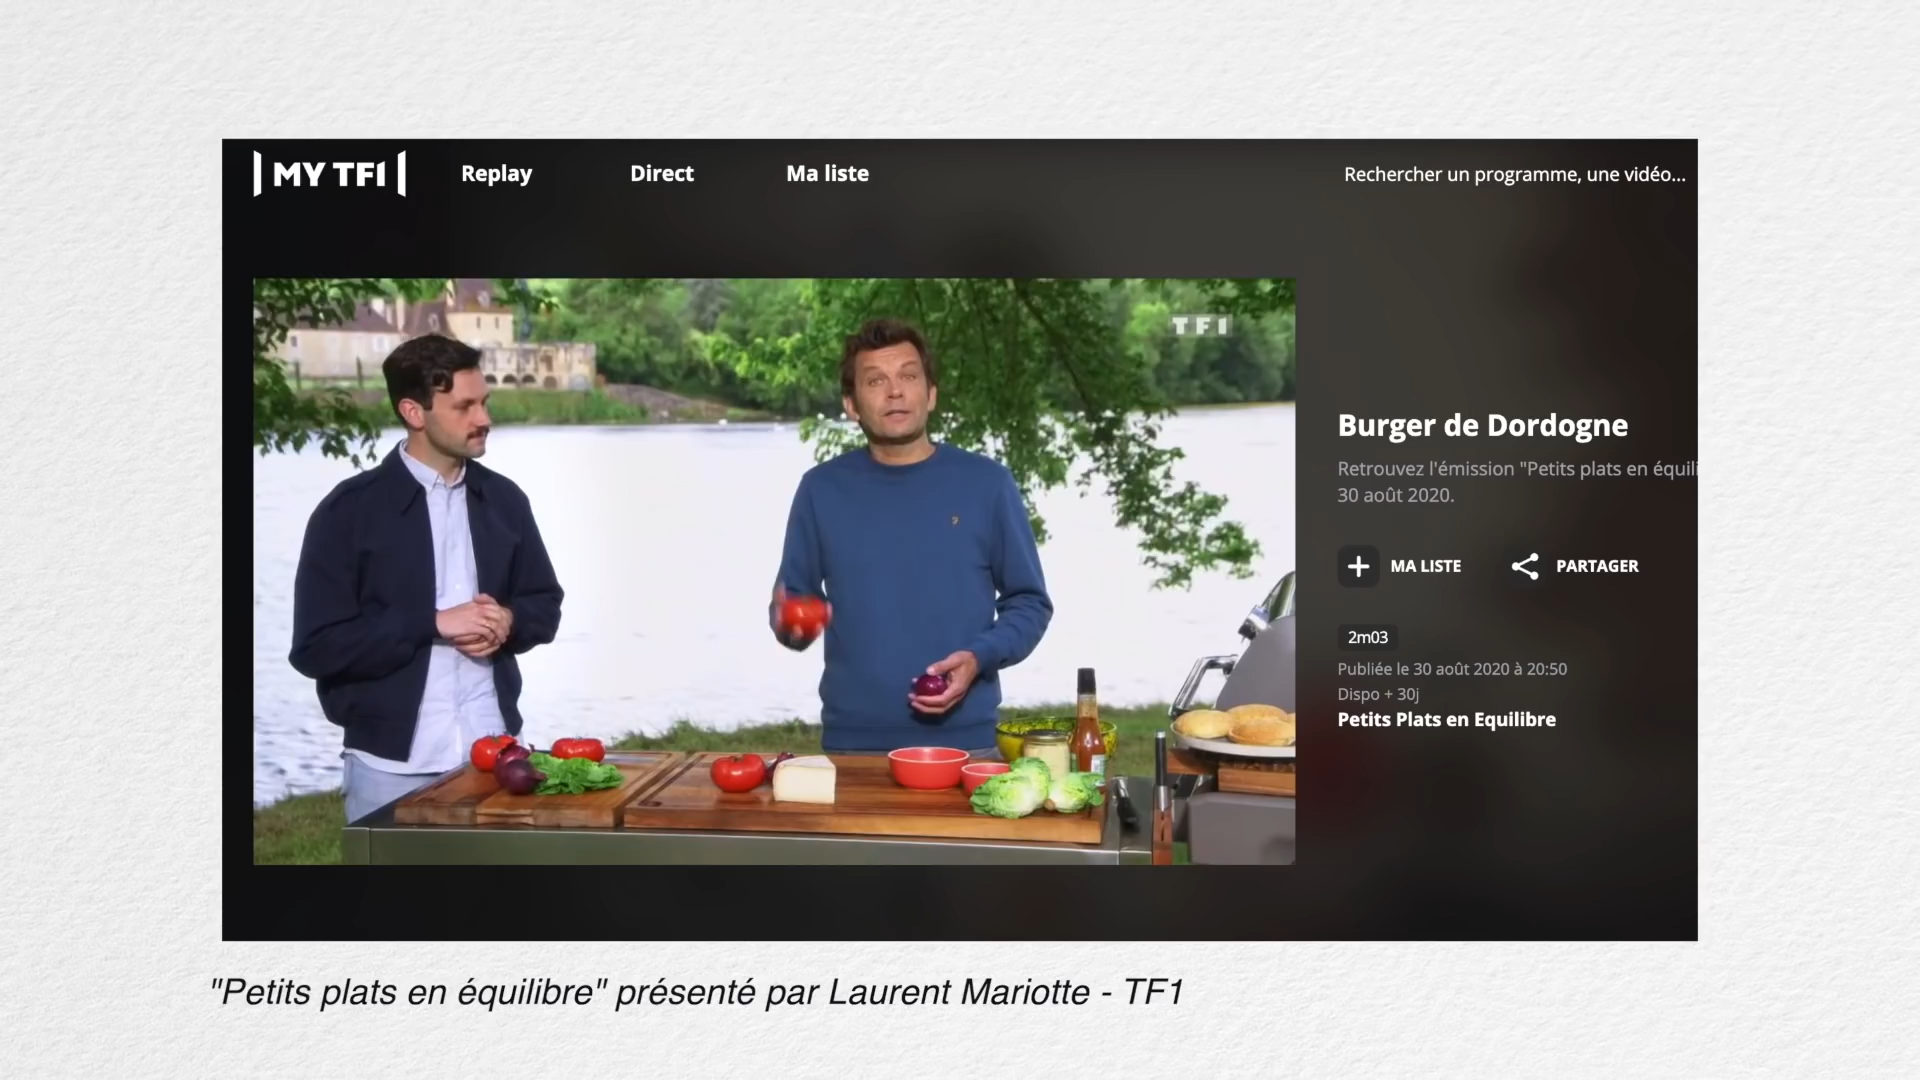 MY TF1
Replay
Direct
Ma liste
Rechercher un programme, une vidéo...
TF1
Burger de Dordogne
Retrouvez l'émission "Petits plats en équili
30 août 2020.
MA LISTE
PARTAGER
2m03
Publiée le 30 août 2020 à 20:50
Dispo + 30j
Petits Plats en Equilibre
"Petits plats en équilibre" présenté par Laurent Mariotte - TF1